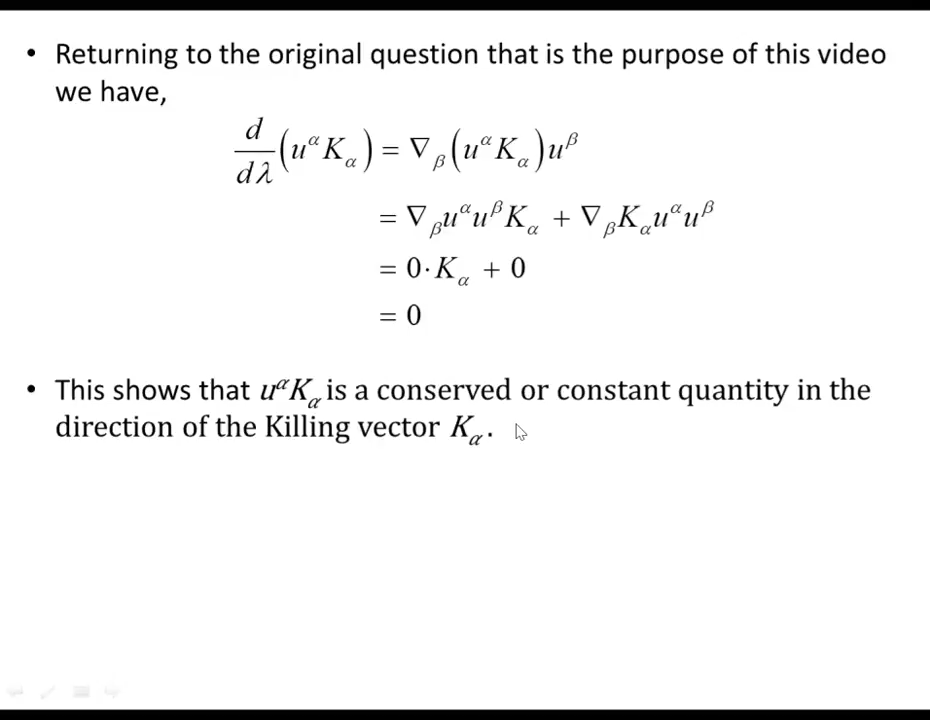 • Returning to the original question that is the purpose of this video
we have,
d/dλ (u^α K_α) = ∇_β (u^α K_α) u^β
= ∇_β u^α u^β K_α + ∇_β K_α u^α u^β
= 0·K_α + 0
= 0
• This shows that u^α K_α is a conserved or constant quantity in the
direction of the Killing vector K_α.